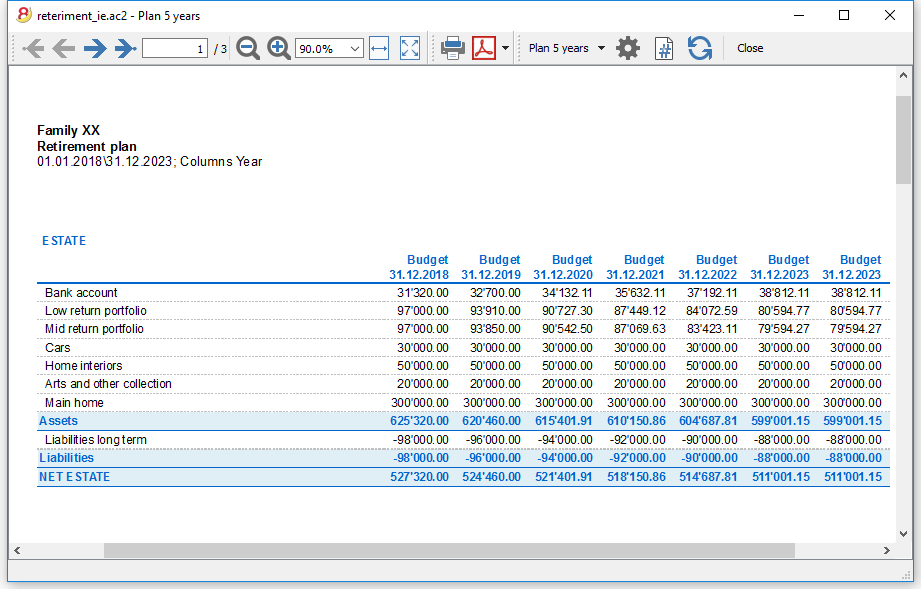 reteriment_ie.ac2 - Plan 5 years
1 / 3 90.0% Plan 5 years # Close
Family XX
Retirement plan
01.01.2018\31.12.2023; Columns Year
ESTATE
Budget Budget Budget Budget Budget Budget Budget
31.12.2018 31.12.2019 31.12.2020 31.12.2021 31.12.2022 31.12.2023 31.12.2023
Bank account 31'320.00 32'700.00 34'132.11 35'632.11 37'192.11 38'812.11 38'812.11
Low return portfolio 97'000.00 93'910.00 90'727.30 87'449.12 84'072.59 80'594.77 80'594.77
Mid return portfolio 97'000.00 93'850.00 90'542.50 87'069.63 83'423.11 79'594.27 79'594.27
Cars 30'000.00 30'000.00 30'000.00 30'000.00 30'000.00 30'000.00 30'000.00
Home interiors 50'000.00 50'000.00 50'000.00 50'000.00 50'000.00 50'000.00 50'000.00
Arts and other collection 20'000.00 20'000.00 20'000.00 20'000.00 20'000.00 20'000.00 20'000.00
Main home 300'000.00 300'000.00 300'000.00 300'000.00 300'000.00 300'000.00 300'000.00
Assets 625'320.00 620'460.00 615'401.91 610'150.86 604'687.81 599'001.15 599'001.15
Liabilities long term -98'000.00 -96'000.00 -94'000.00 -92'000.00 -90'000.00 -88'000.00 -88'000.00
Liabilities -98'000.00 -96'000.00 -94'000.00 -92'000.00 -90'000.00 -88'000.00 -88'000.00
NET ESTATE 527'320.00 524'460.00 521'401.91 518'150.86 514'687.81 511'001.15 511'001.15